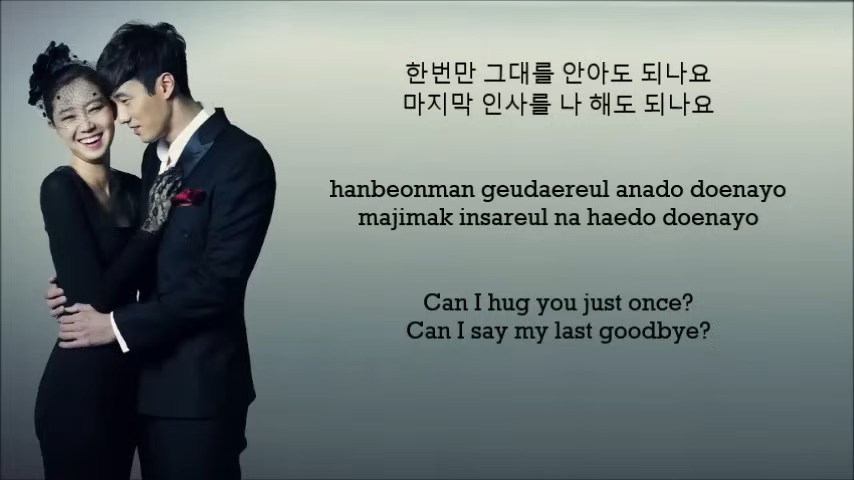 한번만 그대를 안아도 되나요
마지막 인사를 나 해도 되나요
hanbeonman geudaereul anado doenayo
majimak insareul na haedo doenayo
Can I hug you just once?
Can I say my last goodbye?